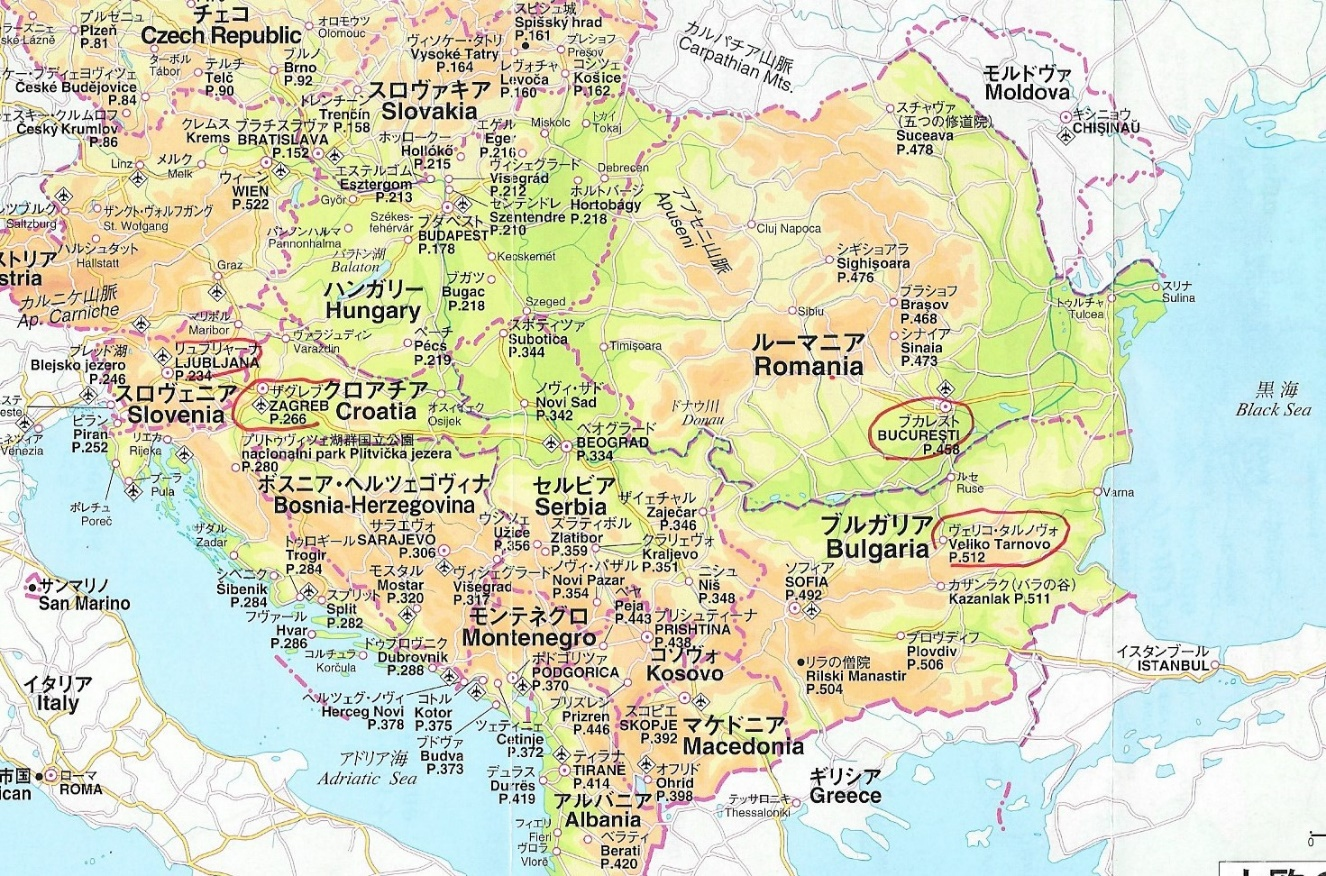 チェコ
Czech Republic
プルゼニュ
Plzeň
P.81
オロモウツ
Olomouc
ターボル
Tábor
テルチ
Telč
P.90
ブルノ
Brno
P.92
České Budějovice
P.84
Český Krumlov
P.86
スピシュ城
Spišský hrad
P.161
ヴィソケー・タトリ
Vysoké Tatry
P.164
プレショフ
Prešov
レヴォチャ
Levoča
P.160
コシツェ
Košice
P.162
スロヴァキア
Slovakia
トレンチーン
Trenčín
P.158
クレムス
Krems
ブラチスラヴァ
BRATISLAVA
P.152
ホッロークー
Hollókő
P.215
エゲル
Eger
P.216
Miskolc
トカイ
Tokaj
Linz
メルク
Melk
ウィーン
WIEN
P.522
エステルゴム
Esztergom
P.213
ヴィシェグラード
Visegrád
P.212
Debrecen
ホルトバージ
Hortobágy
P.218
センテンドレ
Szentendre
P.210
Győr
Székes-
fehérvár
ブダペスト
BUDAPEST
P.178
ザンクト・ヴォルフガング
St. Wolfgang
Saltzburg
パンノンハルマ
Pannonhalma
ハルシュタット
Hallstatt
バラトン湖
Balaton
Kecskemét
Graz
ブガツ
Bugac
P.218
ハンガリー
Hungary
カルニケ山脈
Ap. Carniche
Szeged
マリボル
Maribor
ヴァラジュディン
Varaždin
ペーチ
Pécs
P.219
スボティツァ
Subotica
P.344
カルパチア山脈
Carpathian Mts.
モルドヴァ
Moldova
キシニョウ
CHIŞINĂU
スチャヴァ
(五つの修道院)
Suceava
P.478
アプセニ山脈
Apuseni
Cluj Napoca
シギショアラ
Sighişoara
P.476
ブラショフ
Braşov
P.468
Sibiu
シナイア
Sinaia
P.473
トゥルチャ
Tulcea
スリナ
Sulina
ルーマニア
Romania
Timişoara
ブレッド湖
Blejsko jezero
P.246
リュブリャーナ
LJUBLJANA
P.234
スロヴェニア
Slovenia
ザグレブ
ZAGREB
P.266
クロアチア
Croatia
オスィイェク
Osijek
ノヴィ・サド
Novi Sad
P.342
ドナウ川
Donau
ブカレスト
BUCUREŞTI
P.458
黒海
Black Sea
ピラン
Piran
P.252
リエカ
Rijeka
プリトゥヴィツェ湖群国立公園
nacionalni park Plitvička jezera
P.280
ベオグラード
BEOGRAD
P.334
プーラ
Pula
ポレチュ
Poreč
ボスニア・ヘルツェゴヴィナ
Bosnia-Herzegovina
セルビア
Serbia
ザイェチャル
Zaječar
P.346
ルセ
Ruse
Varna
ザダル
Zadar
トゥロギール
Trogir
P.284
サラエヴォ
SARAJEVO
P.306
ウジツェ
Užice
P.356
ズラティボル
Zlatibor
P.359
クラリェヴォ
Kraljevo
P.351
ブルガリア
Bulgaria
ヴェリコ・タルノヴォ
Veliko Tarnovo
P.512
シベニク
Šibenik
P.284
スプリット
Split
P.282
モスタル
Mostar
P.320
ヴィシェグラード
Višegrad
P.317
ノヴィ・パザル
Novi Pazar
P.354
ニシュ
Niš
P.348
ソフィア
SOFIA
P.492
カザンラク(バラの谷)
Kazanlak P.511
サンマリノ
San Marino
フヴァール
Hvar
P.286
モンテネグロ
Montenegro
ペヤ
Peja
P.443
プリシュティーナ
PRISHTINA
P.438
プロヴディフ
Plovdiv
P.506
コルチュラ
Korčula
ドゥブロヴニク
Dubrovnik
P.288
ポドゴリツァ
PODGORICA
P.370
コソヴォ
Kosovo
リラの僧院
Rilski Manastir
P.504
イスタンブール
ISTANBUL
イタリア
Italy
ヘルツェグ・ノヴィ
Herceg Novi
P.378
コトル
Kotor
P.375
ツェティニェ
Cetinje
P.372
プリズレン
Prizren
P.446
スコピエ
SKOPJE
P.392
マケドニア
Macedonia
アドリア海
Adriatic Sea
ブドヴァ
Budva
P.373
ティラナ
TIRANË
P.414
オフリド
Ohrid
P.398
ギリシア
Greece
ローマ
ROMA
デュラス
Durrës
P.419
アルバニア
Albania
テッサロニキ
Thessaloniki
フィエリ
Fieri
ヴロラ
Vlorë
ベラティ
Berati
P.420
0